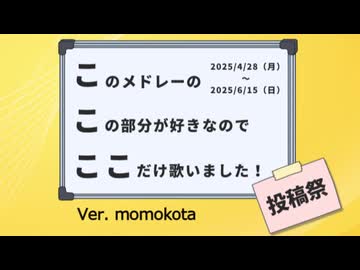 このメドレーの
2025/4/28（月）
～
2025/6/15（日）
この部分が好きなので
ここだけ歌いました！
投稿祭
Ver. momokota